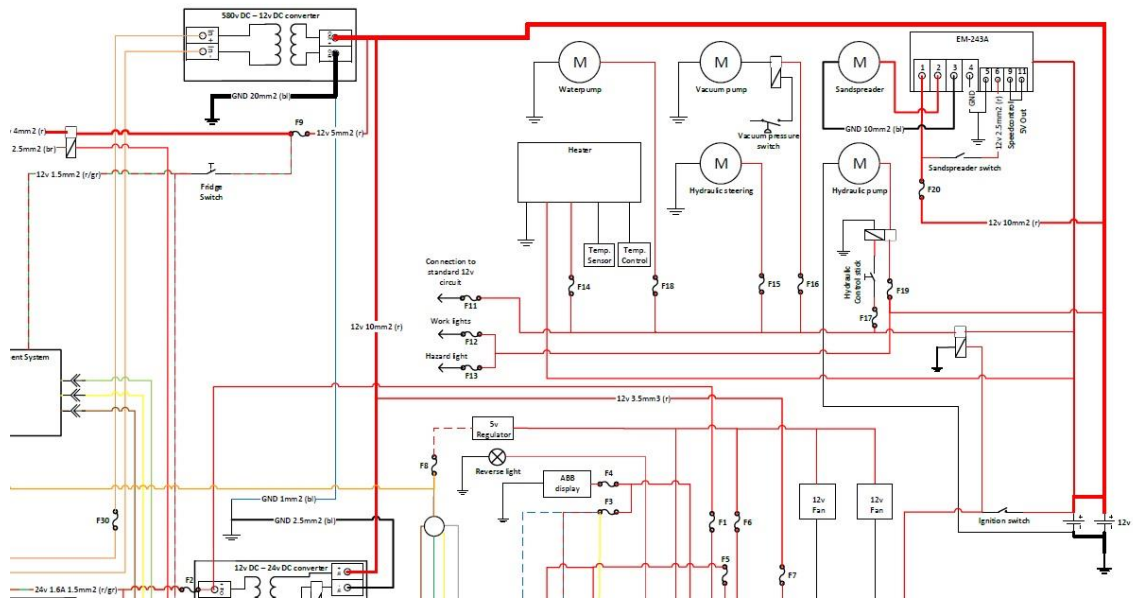 580v DC – 12v DC converter
EM-243A
In +
In -
Out +
Out -
M
M
M
1 2 3 4
5 6 9 11
Waterpump
Vacuum pump
Sandspreader
GND 20mm2 (bl)
GND
12v 2.5mm2 (r)
Speedcontrol
5V Out
F9
v 4mm2 (r)
12v 5mm2 (r)
GND 10mm2 (bl)
Vacuum pressure
switch
2.5mm2 (br)
Heater
M
M
Sandspreader switch
12v 1.5mm2 (r/gr)
Fridge
Switch
Hydraulic steering
Hydraulic pump
F20
12v 10mm2 (r)
Temp.
Sensor
Temp.
Control
Connection to
standard 12v
circuit
Hydraulic
Control stick
F14
F18
F15
F16
F19
F11
F17
Work lights
12v 10mm2 (r)
F12
ent System
Hazard light
F13
12v 3.5mm3 (r)
5v
Regulator
F8
Reverse light
ABB
display
F4
12v
Fan
12v
Fan
GND 1mm2 (bl)
F3
F30
GND 2.5mm2 (bl)
F1
F6
Ignition switch
+
+
12v
12v DC – 24v DC converter
F5
F7
F2
24v 1.6A 1.5mm2 (r/gr)